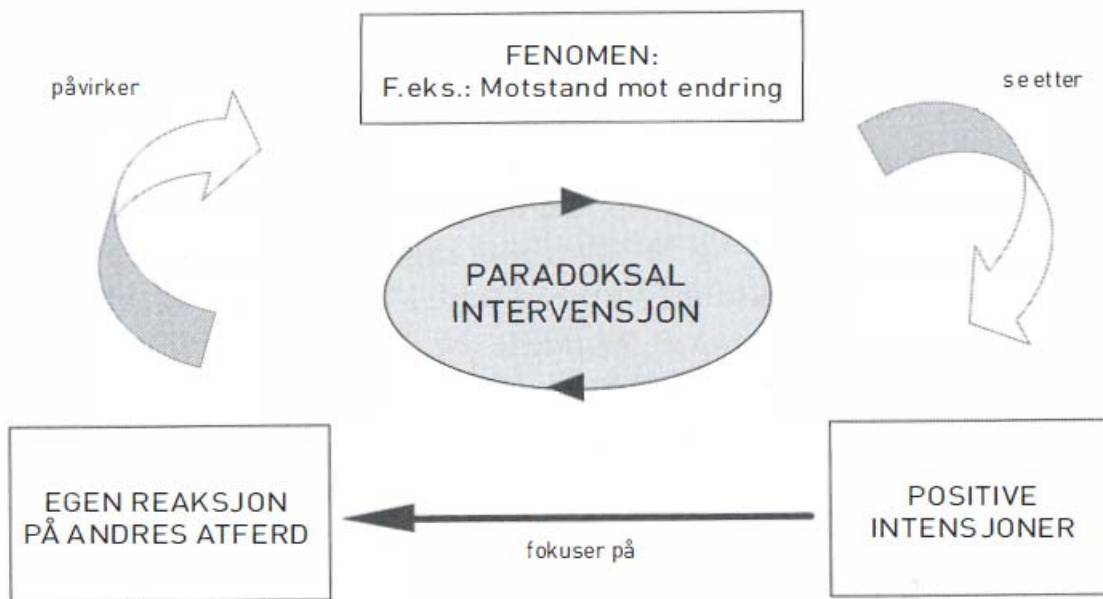 FENOMEN:
F.eks.: Motstand mot endring
påvirker
se etter
PARADOKSAL
INTERVENSJON
EGEN REAKSJON
PÅ ANDRES ATFERD
fokuser på
POSITIVE
INTENSJONER